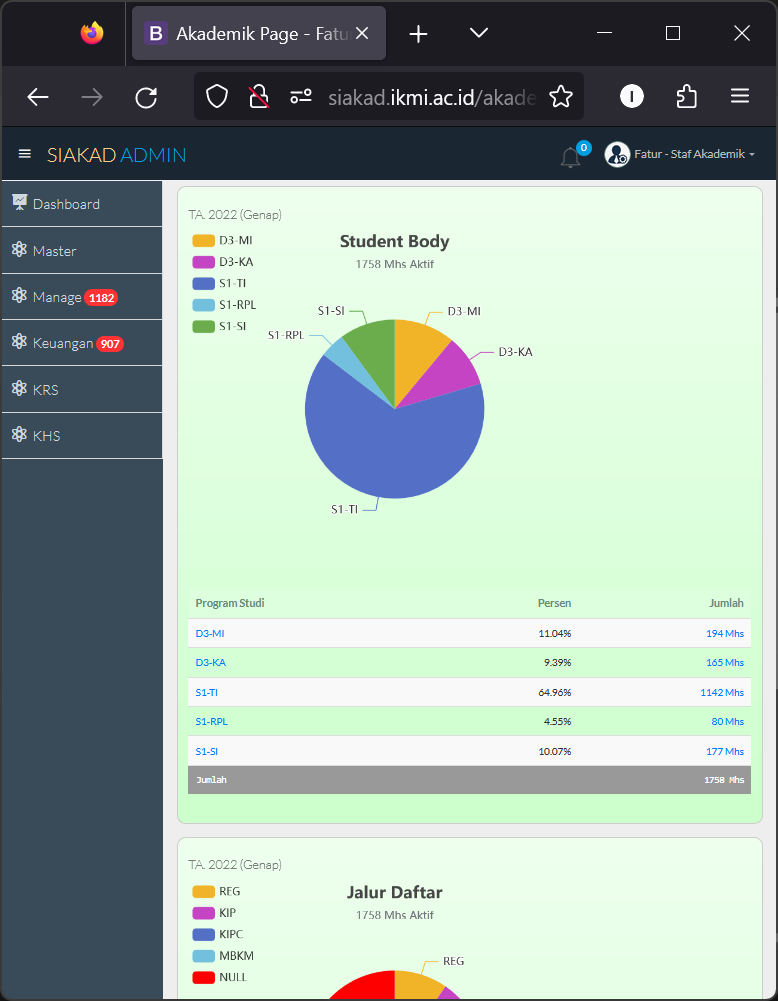 B Akademik Page - Fatu
siakad.ikmi.ac.id/akade
I
SIAKAD ADMIN
0
Fatur - Staf Akademik
Dashboard
Master
Manage 1182
Keuangan 907
KRS
KHS
TA. 2022 (Genap)
D3-MI
D3-KA
S1-TI
S1-RPL
S1-SI
Student Body
1758 Mhs Aktif
S1-SI
D3-MI
S1-RPL
D3-KA
S1-TI
Program Studi Persen Jumlah
D3-MI 11.04% 194 Mhs
D3-KA 9.39% 165 Mhs
S1-TI 64.96% 1142 Mhs
S1-RPL 4.55% 80 Mhs
S1-SI 10.07% 177 Mhs
Jumlah 1758 Mhs
TA. 2022 (Genap)
REG
KIP
KIPC
MBKM
NULL
Jalur Daftar
1758 Mhs Aktif
REG